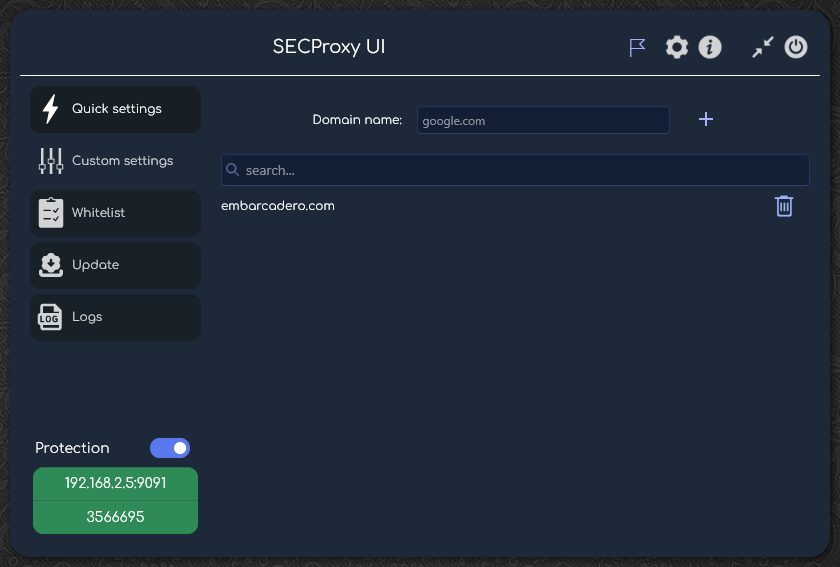 SECProxy UI
Quick settings
Custom settings
Whitelist
Update
LOG
Logs
Domain name:
google.com
search...
embarcadero.com
Protection
192.168.2.5:9091
3566695